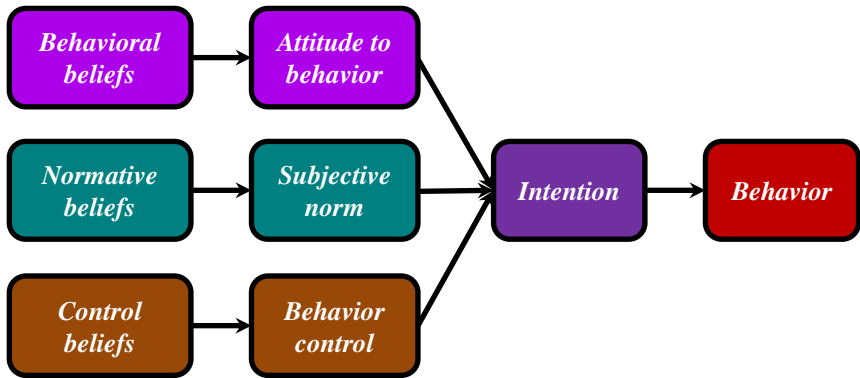 Behavioral
beliefs
Attitude to
behavior
Normative
beliefs
Subjective
norm
Intention
Behavior
Control
beliefs
Behavior
control